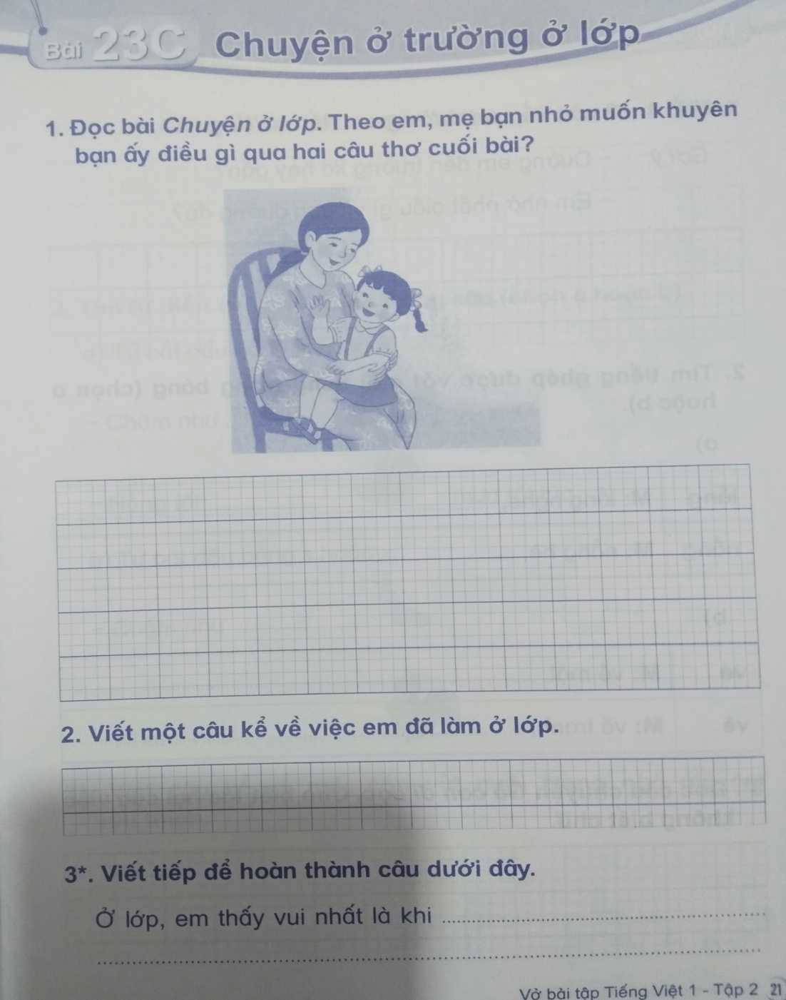 Bài 23C Chuyện ở trường ở lớp
1. Đọc bài Chuyện ở lớp. Theo em, mẹ bạn nhỏ muốn khuyên
bạn ấy điều gì qua hai câu thơ cuối bài?
2. Viết một câu kể về việc em đã làm ở lớp.
3*. Viết tiếp để hoàn thành câu dưới đây.
Ở lớp, em thấy vui nhất là khi
Vở bài tập Tiếng Việt 1 - Tập 2 21